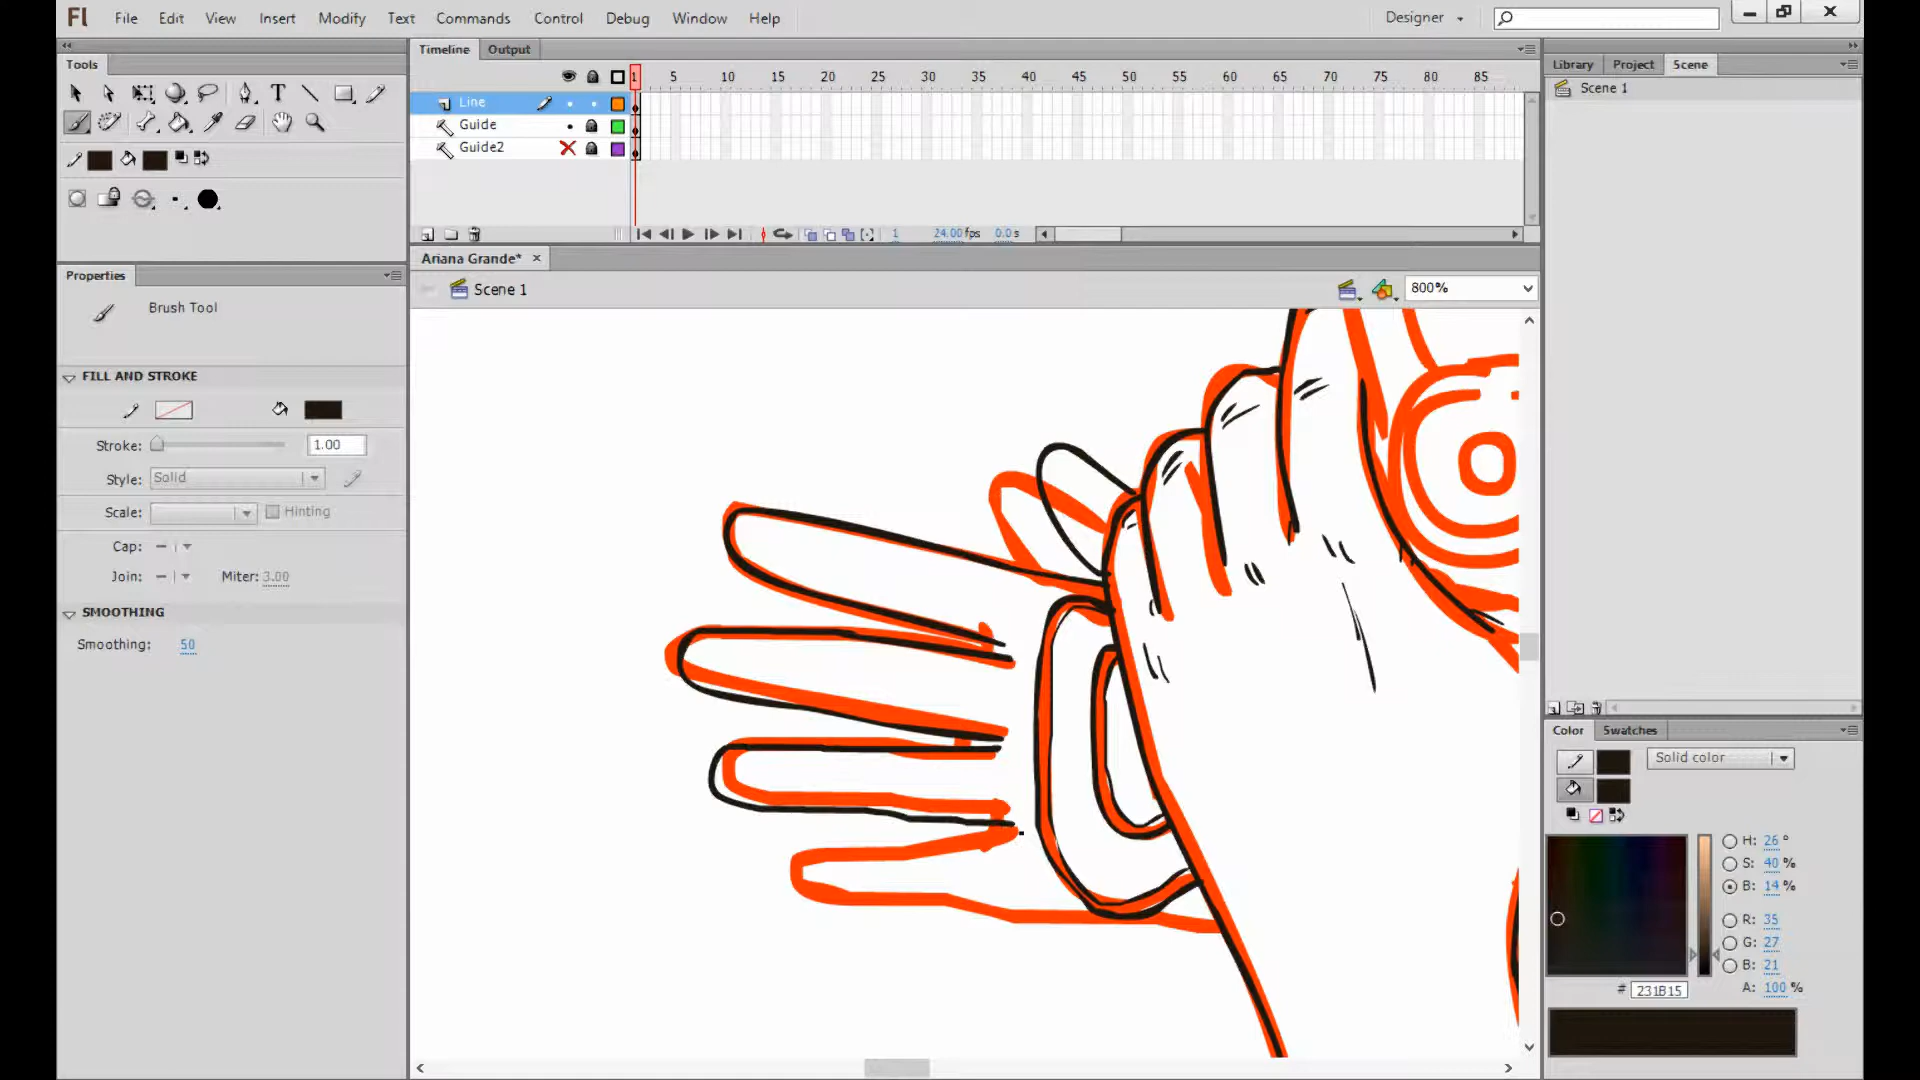 Fl File Edit View Insert Modify Text Commands Control Debug Window Help Designer
Tools
Timeline Output
1 5 10 15 20 25 30 35 40 45 50 55 60 65 70 75 80 85
Line
Guide
Guide2
1 24.00 fps 0.0 s
Ariana Grande*
Scene 1
800%
Properties
Brush Tool
FILL AND STROKE
Stroke: 1.00
Style: Solid
Scale: Hinting
Cap:
Join: Miter: 3.00
SMOOTHING
Smoothing: 50
Library Project Scene
Scene 1
Color Swatches
Solid color
H: 26 °
S: 40 %
B: 14 %
R: 35
G: 27
B: 21
# 231B15 A: 100 %